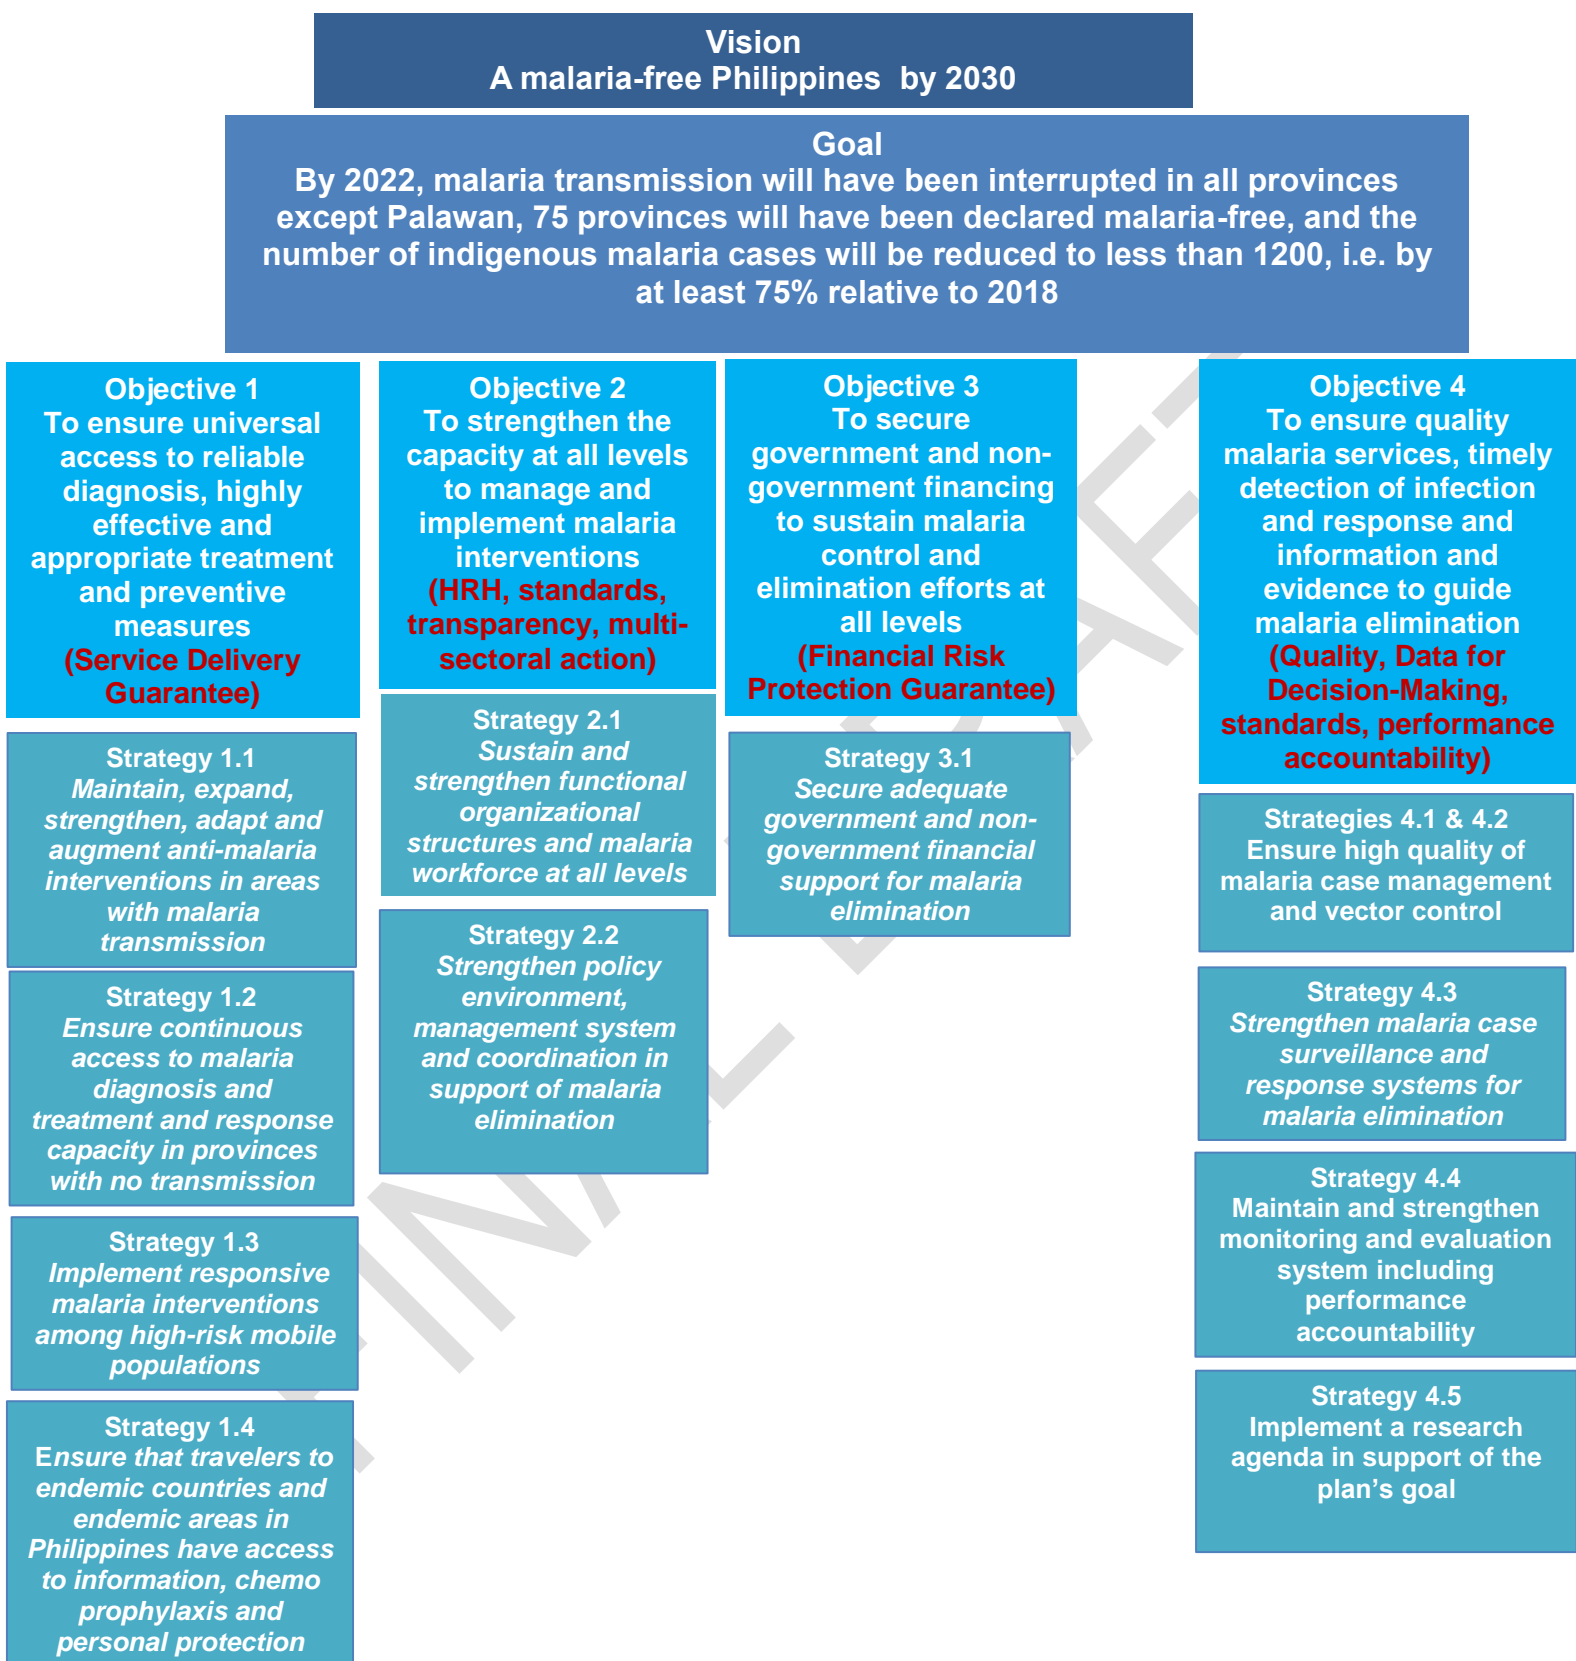 Vision
A malaria-free Philippines by 2030
Goal
By 2022, malaria transmission will have been interrupted in all provinces
except Palawan, 75 provinces will have been declared malaria-free, and the
number of indigenous malaria cases will be reduced to less than 1200, i.e. by
at least 75% relative to 2018
Objective 1
To ensure universal
access to reliable
diagnosis, highly
effective and
appropriate treatment
and preventive
measures
(Service Delivery
Guarantee)
Strategy 1.1
Maintain, expand,
strengthen, adapt and
augment anti-malaria
interventions in areas
with malaria
transmission
Strategy 1.2
Ensure continuous
access to malaria
diagnosis and
treatment and response
capacity in provinces
with no transmission
Strategy 1.3
Implement responsive
malaria interventions
among high-risk mobile
populations
Strategy 1.4
Ensure that travelers to
endemic countries and
endemic areas in
Philippines have access
to information, chemo
prophylaxis and
personal protection
Objective 2
To strengthen the
capacity at all levels
to manage and
implement malaria
interventions
(HRH, standards,
transparency, multi-
sectoral action)
Strategy 2.1
Sustain and
strengthen functional
organizational
structures and malaria
workforce at all levels
Strategy 2.2
Strengthen policy
environment,
management system
and coordination in
support of malaria
elimination
Objective 3
To secure
government and non-
government financing
to sustain malaria
control and
elimination efforts at
all levels
(Financial Risk
Protection Guarantee)
Strategy 3.1
Secure adequate
government and non-
government financial
support for malaria
elimination
Objective 4
To ensure quality
malaria services, timely
detection of infection
and response and
information and
evidence to guide
malaria elimination
(Quality, Data for
Decision-Making,
standards, performance
accountability)
Strategies 4.1 & 4.2
Ensure high quality of
malaria case management
and vector control
Strategy 4.3
Strengthen malaria case
surveillance and
response systems for
malaria elimination
Strategy 4.4
Maintain and strengthen
monitoring and evaluation
system including
performance
accountability
Strategy 4.5
Implement a research
agenda in support of the
plan's goal
FINAL DRAFT